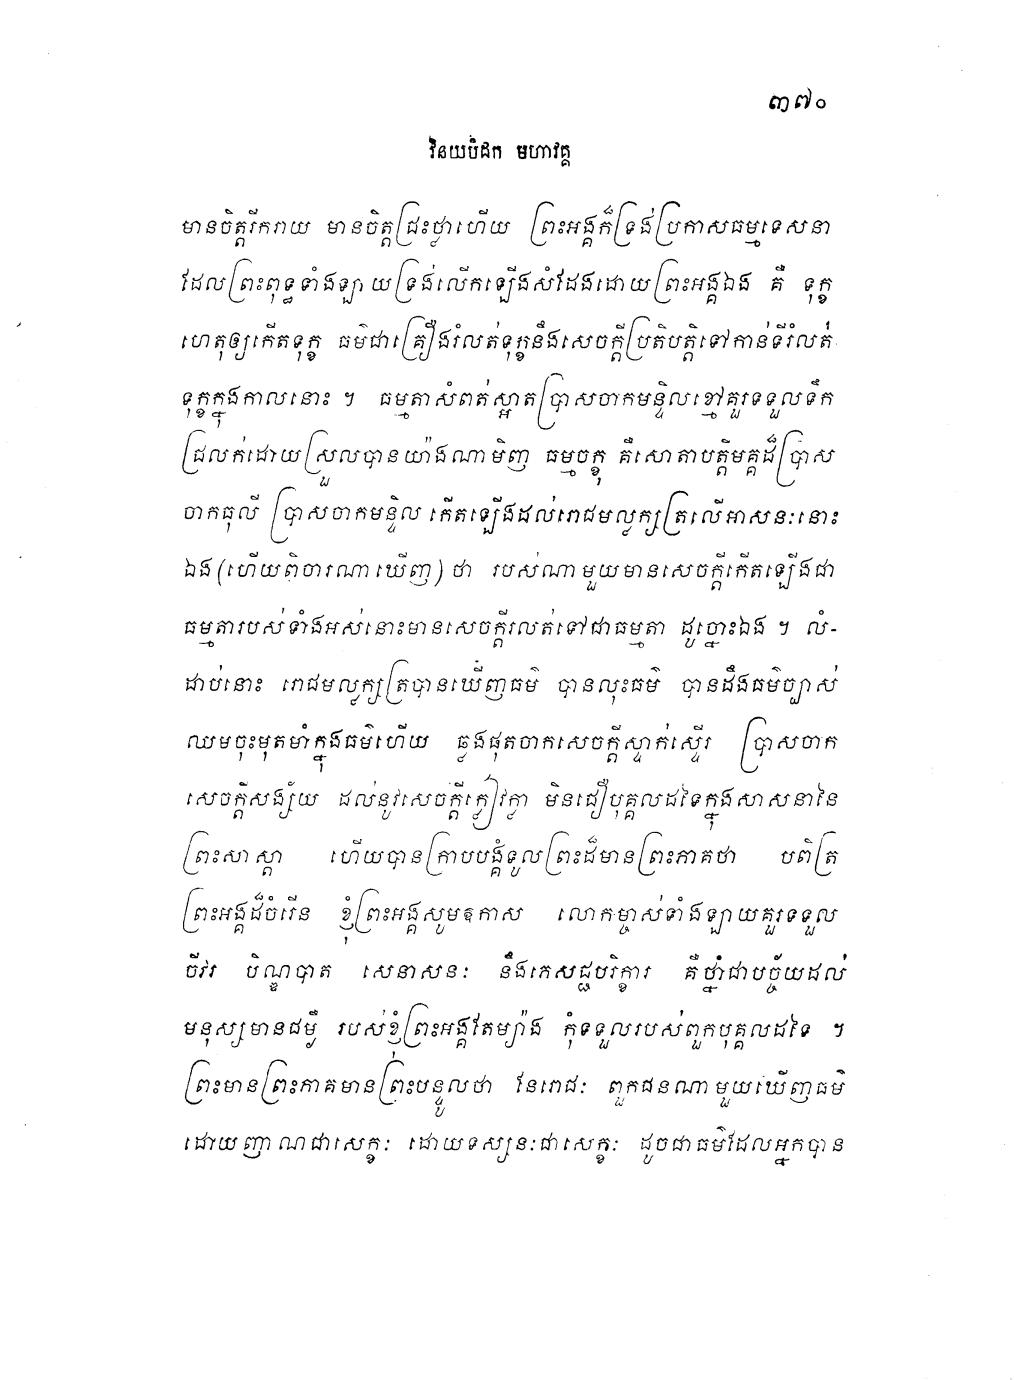 ៣៧០
វិនយបិដក មហាវគ្គ
មានចិត្តរីករាយ មានចិត្តជ្រះថ្លាហើយ ព្រះអង្គក៏ទ្រង់ប្រកាសធម្មទេសនា
ដែលព្រះពុទ្ធទាំងឡាយទ្រង់លើកឡើងសំដែងដោយព្រះអង្គឯង គឺ ទុក្ខ
ហេតុឲ្យកើតទុក្ខ ធម៌ជាគ្រឿងរំលត់ទុក្ខនឹងសេចក្តីប្រតិបត្តិទៅកាន់ទីរំលត់
ទុក្ខក្នុងកាលនោះ ។ ធម្មតាសំពត់ស្អាតប្រាសចាកមន្ទិលខ្មៅគួរទទួលទឹក
ជ្រលក់ដោយស្រួលបានយ៉ាងណាមិញ ធម្មចក្ខុ គឺសោតាបត្តិមគ្គដ៏ប្រាស
ចាកធុលី ប្រាសចាកមន្ទិល កើតឡើងដល់រោជមល្លក្សត្រលើអាសនៈនោះ
ឯង (ហើយពិចារណាឃើញ) ថា របស់ណាមួយមានសេចក្តីកើតឡើងជា
ធម្មតារបស់ទាំងអស់នោះមានសេចក្តីរលត់ទៅជាធម្មតា ដូច្នោះឯង ។ លំ-
ដាប់នោះ រោជមល្លក្សត្របានឃើញធម៌ បានលុះធម៌ បានដឹងធម៌ច្បាស់
ឈមចុះមុតមាំក្នុងធម៌ហើយ ឆ្លងផុតចាកសេចក្តីស្ទាក់ស្ទើរ ប្រាសចាក
សេចក្តីសង្ស័យ ដល់នូវសេចក្តីក្លៀវក្លា មិនជឿបុគ្គលដទៃក្នុងសាសនានៃ
ព្រះសាស្តា ហើយបានក្រាបបង្គំទូលព្រះដ៏មានព្រះភាគថា បពិត្រ
ព្រះអង្គដ៏ចំរើន ខ្ញុំព្រះអង្គសូមឱកាស លោកម្ចាស់ទាំងឡាយគួរទទួល
ចីវរ បិណ្ឌបាត សេនាសនៈ នឹងភេសជ្ជបរិក្ខារ គឺថ្នាំជាបច្ច័យដល់
មនុស្សមានជម្ងឺ របស់ខ្ញុំព្រះអង្គតែម្យ៉ាង កុំទទួលរបស់ពួកបុគ្គលដទៃ ។
ព្រះមានព្រះភាគមានព្រះបន្ទូលថា នែរោជៈ ពួកជនណាមួយឃើញធម៌
ដោយញាណជាសេក្ខៈ ដោយទស្សនៈជាសេក្ខៈ ដូចជាធម៌ដែលអ្នកបាន